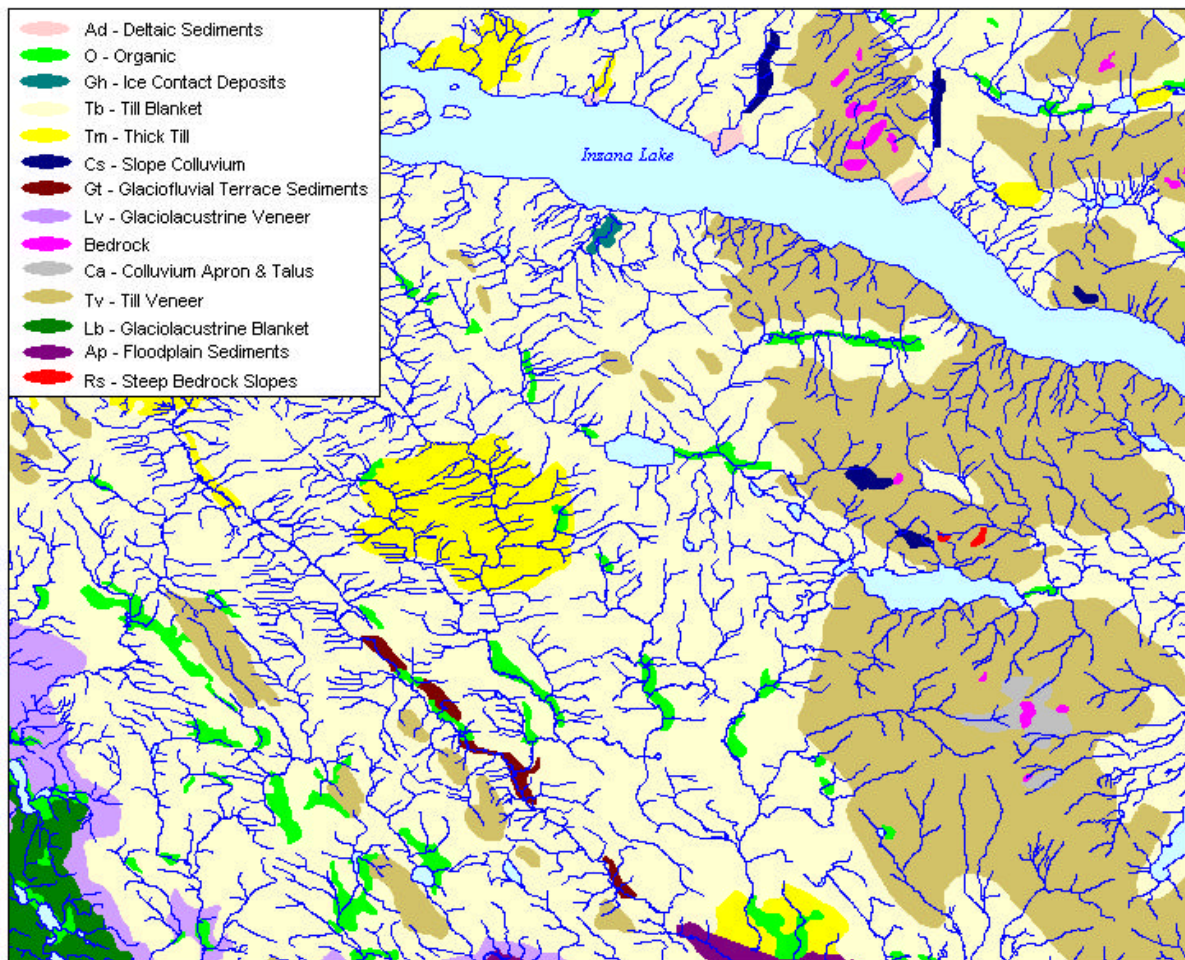 Ad - Deltaic Sediments
O - Organic
Gh - Ice Contact Deposits
Tb - Till Blanket
Tm - Thick Till
Cs - Slope Colluvium
Gt - Glaciofluvial Terrace Sediments
Lv - Glaciolacustrine Veneer
Bedrock
Ca - Colluvium Apron & Talus
Tv - Till Veneer
Lb - Glaciolacustrine Blanket
Ap - Floodplain Sediments
Rs - Steep Bedrock Slopes
Inzana Lake